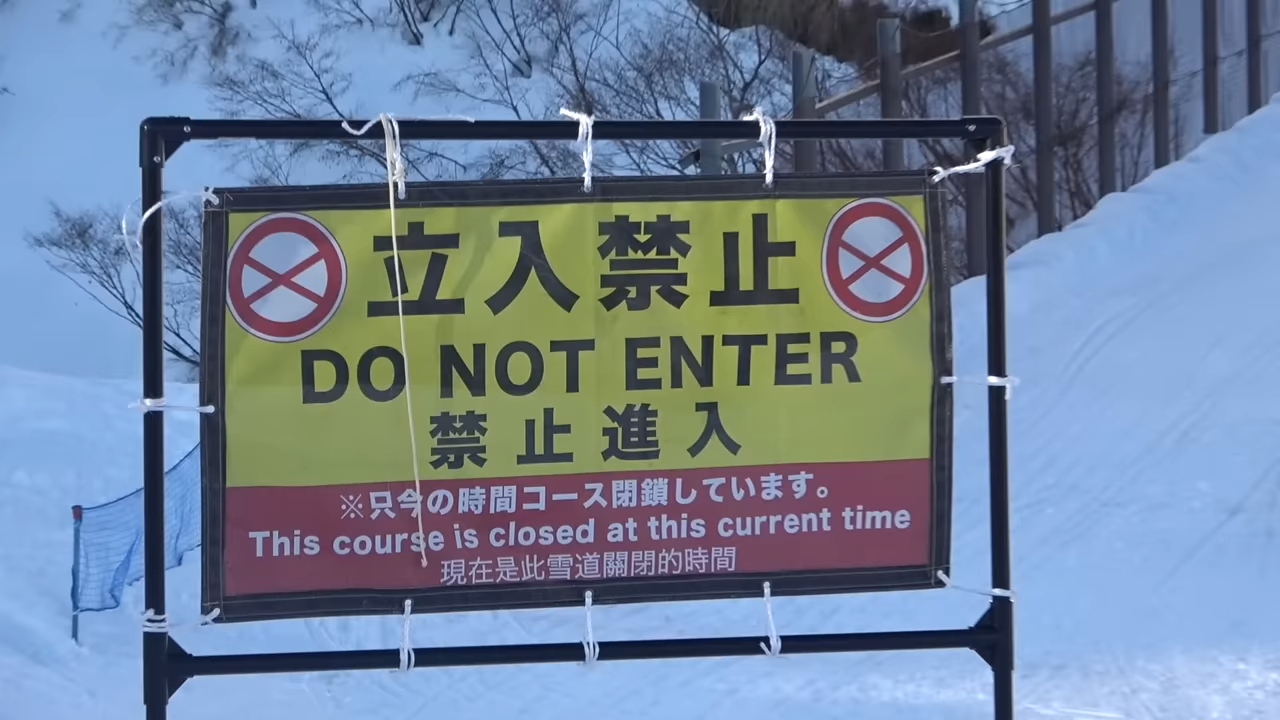 立入禁止
DO NOT ENTER
禁止進入
※只今の時間コース閉鎖しています。
This course is closed at this current time
現在是此雪道關閉的時間